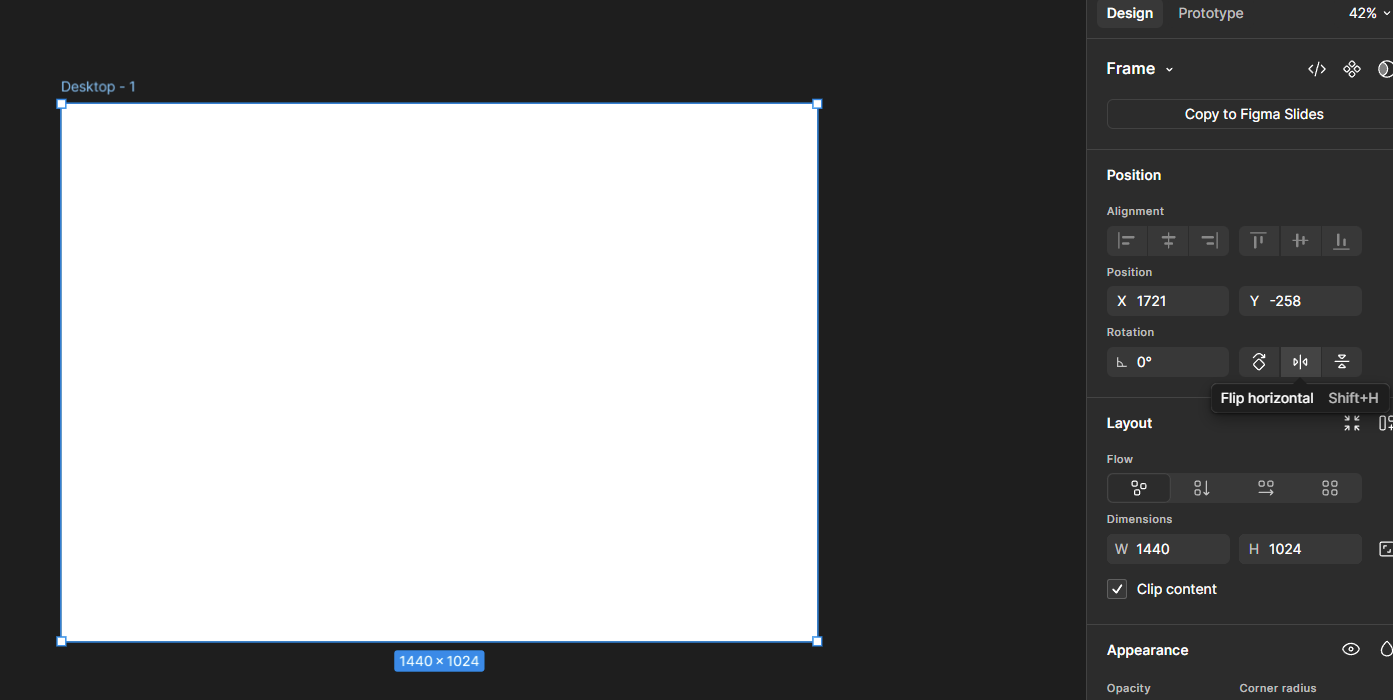 Design Prototype 42%
Desktop - 1
Frame
Copy to Figma Slides
Position
Alignment
Position
X 1721 Y -258
Rotation
0°
Flip horizontal Shift+H
Layout
Flow
Dimensions
W 1440 H 1024
Clip content
1440 × 1024
Appearance
Opacity Corner radius